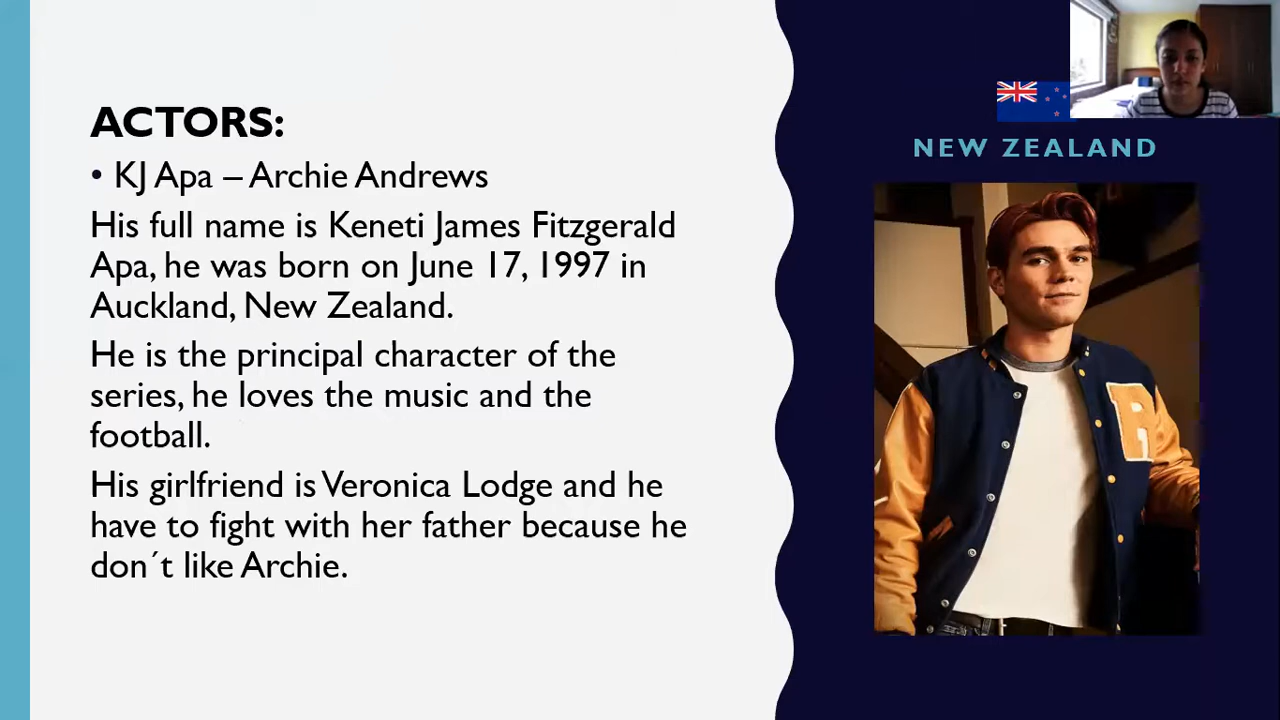 ACTORS:
• KJ Apa – Archie Andrews
His full name is Keneti James Fitzgerald
Apa, he was born on June 17, 1997 in
Auckland, New Zealand.
He is the principal character of the
series, he loves the music and the
football.
His girlfriend is Veronica Lodge and he
have to fight with her father because he
don´t like Archie.
NEW ZEALAND
R